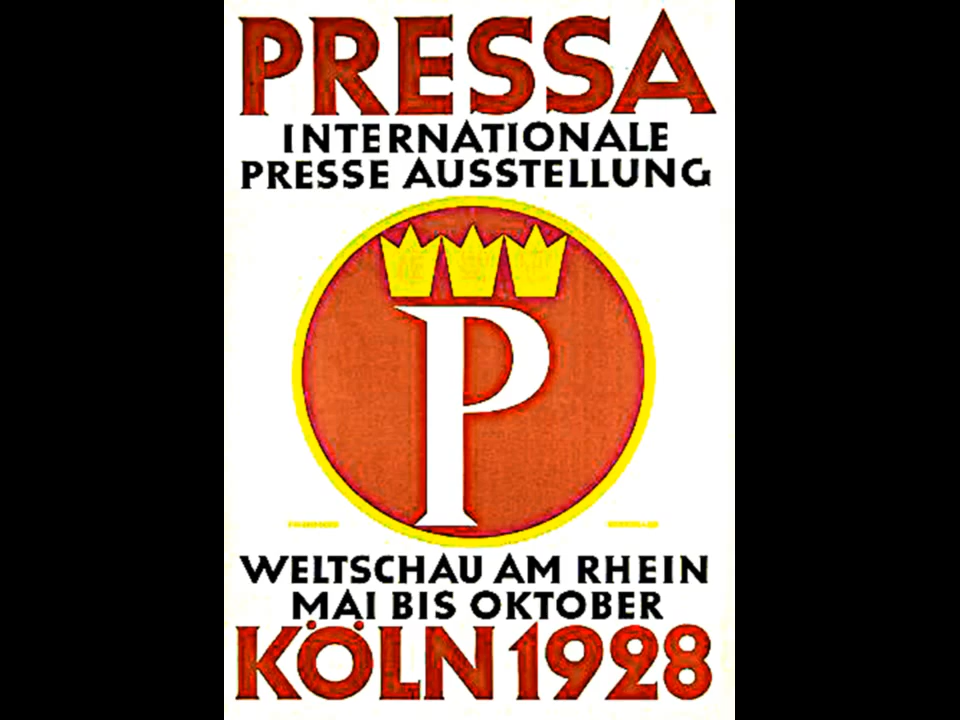 PRESSA
INTERNATIONALE
PRESSE AUSSTELLUNG
P
WELTSCHAU AM RHEIN
MAI BIS OKTOBER
KÖLN 1928